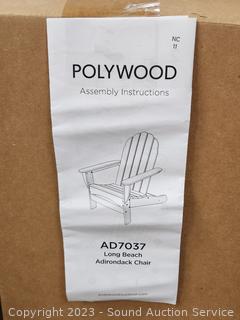 NC
11
POLYWOOD
Assembly Instructions
AD7037
Long Beach
Adirondack Chair
Copyright © 2023 - Sound Auction Service